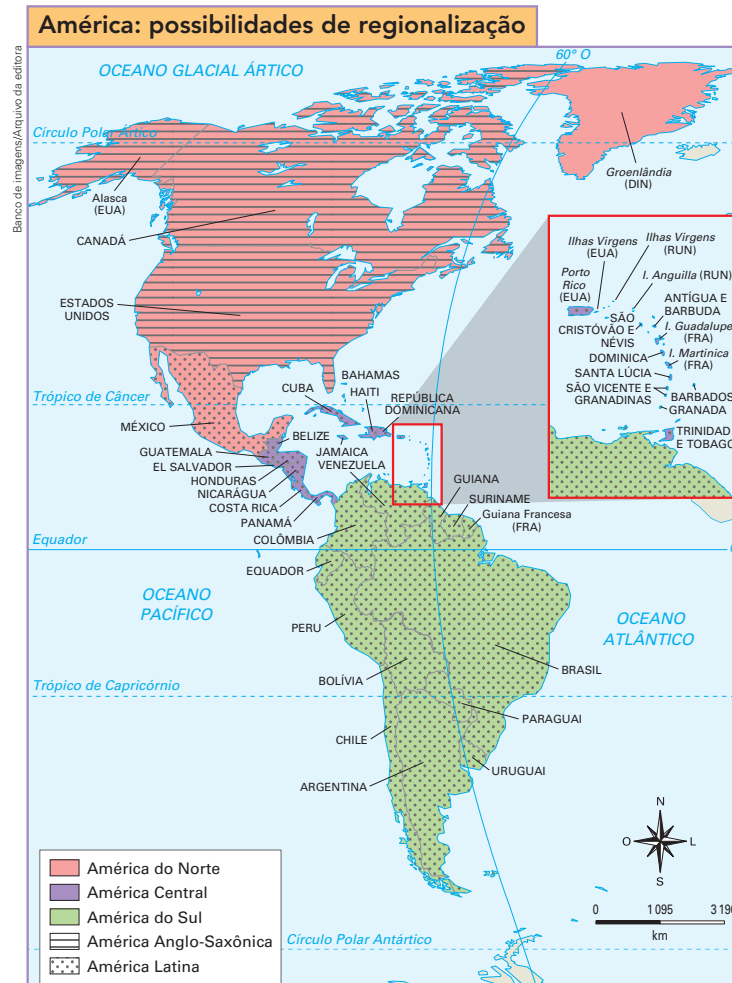 América: possibilidades de regionalização
Banco de imagens/Arquivo da editora
60° O
OCEANO GLACIAL ÁRTICO
Círculo Polar Ártico
Alasca
(EUA)
Groenlândia
(DIN)
CANADÁ
ESTADOS
UNIDOS
Ilhas Virgens
(EUA)
Ilhas Virgens
(RUN)
Porto
Rico
(EUA)
I. Anguilla (RUN)
ANTÍGUA E
BARBUDA
SÃO
CRISTÓVÃO E
NÉVIS
I. Guadalupe
(FRA)
DOMINICA
I. Martinica
(FRA)
SANTA LÚCIA
SÃO VICENTE E
GRANADINAS
BARBADOS
GRANADA
TRINIDAD
E TOBAGO
BAHAMAS
CUBA
HAITI
REPÚBLICA
DOMINICANA
Trópico de Câncer
MÉXICO
BELIZE
GUATEMALA
JAMAICA
EL SALVADOR
VENEZUELA
HONDURAS
NICARÁGUA
COSTA RICA
PANAMÁ
GUIANA
SURINAME
Guiana Francesa
(FRA)
COLÔMBIA
Equador
EQUADOR
OCEANO
PACÍFICO
OCEANO
ATLÂNTICO
PERU
BRASIL
BOLÍVIA
Trópico de Capricórnio
PARAGUAI
CHILE
URUGUAI
ARGENTINA
N
O
L
S
0 1 095 3 190
km
América do Norte
América Central
América do Sul
América Anglo-Saxônica
América Latina
Círculo Polar Antártico